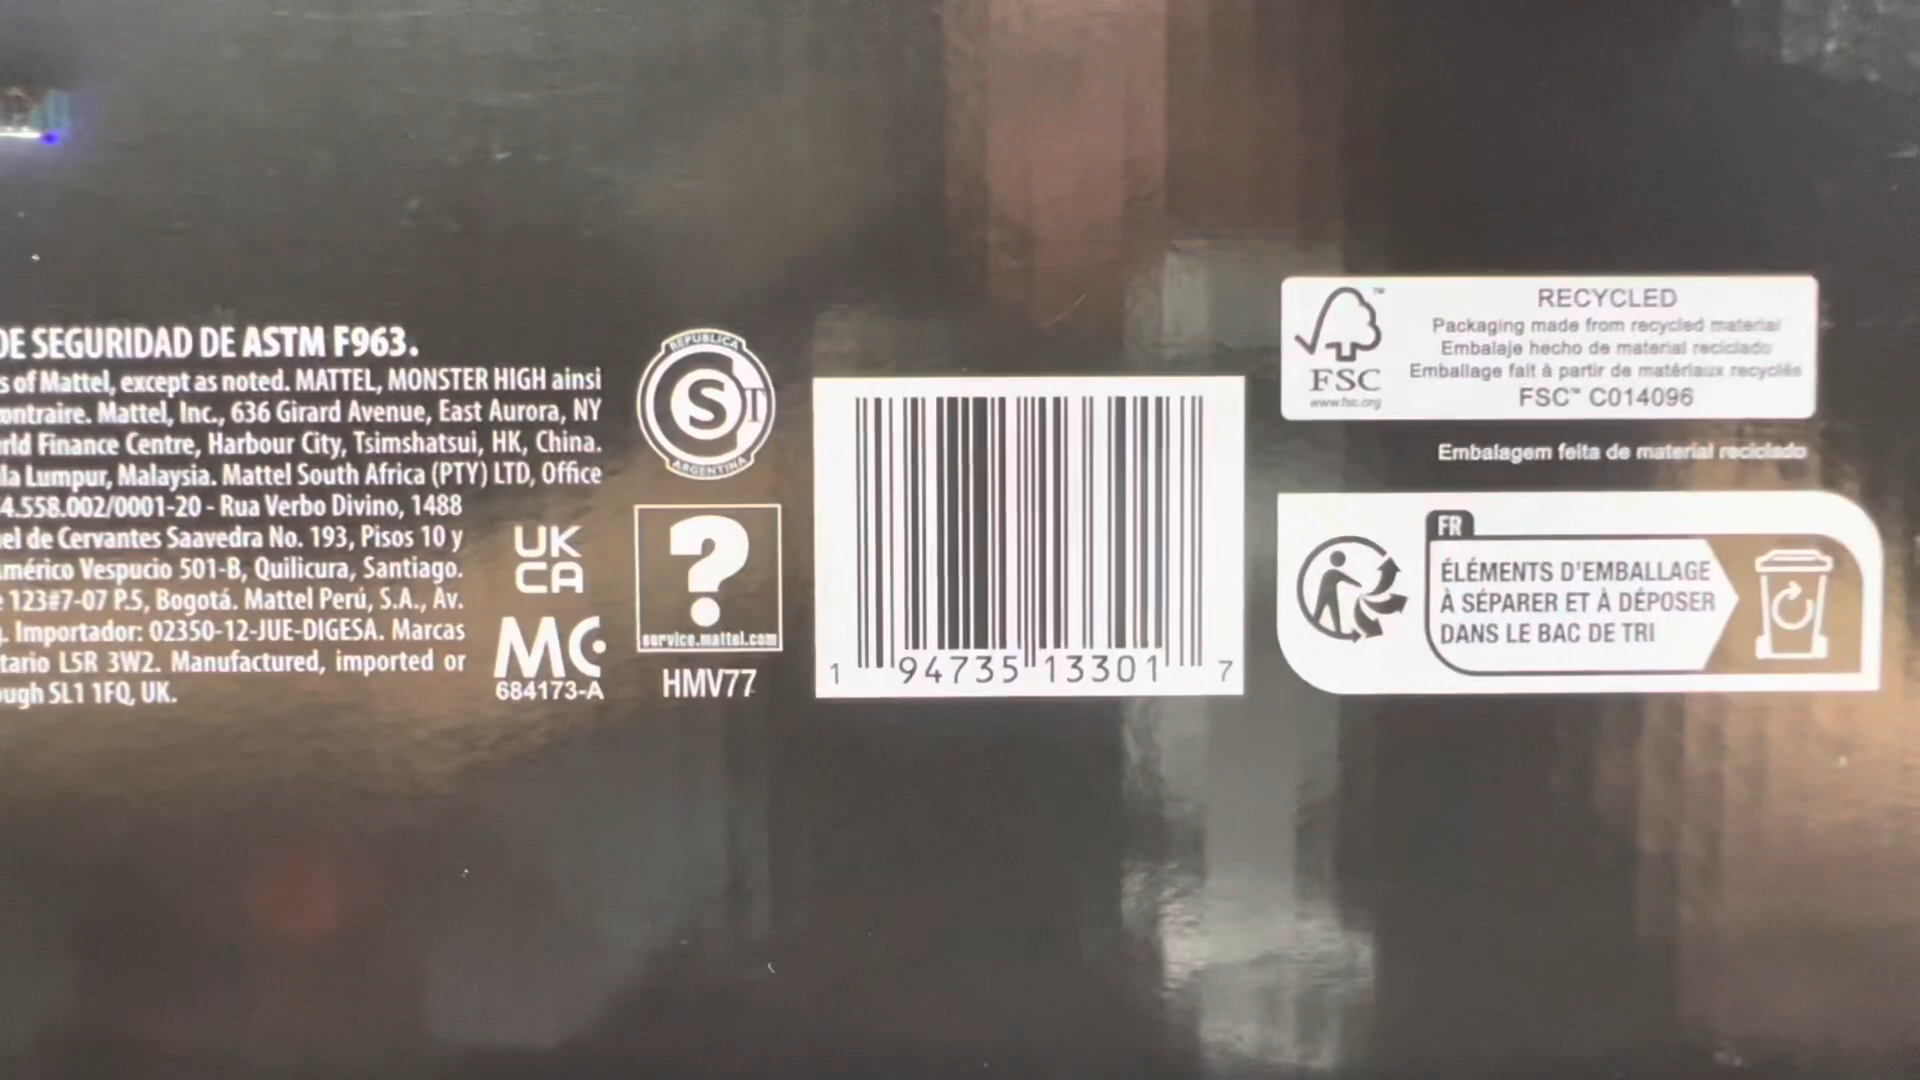 DE SEGURIDAD DE ASTM F963.
s of Mattel, except as noted. MATTEL, MONSTER HIGH ainsi
ontraire. Mattel, Inc., 636 Girard Avenue, East Aurora, NY
rld Finance Centre, Harbour City, Tsimshatsui, HK, China.
la Lumpur, Malaysia. Mattel South Africa (PTY) LTD, Office
4.558.002/0001-20 - Rua Verbo Divino, 1488
el de Cervantes Saavedra No. 193, Pisos 10 y
mérico Vespucio 501-B, Quilicura, Santiago.
e 123#7-07 P.5, Bogotá. Mattel Perú, S.A., Av.
. Importador: 02350-12-JUE-DIGESA. Marcas
tario L5R 3W2. Manufactured, imported or
ough SL1 1FQ, UK.
UK
CA
MC
684173-A
REPUBLICA
S T
ARGENTINA
?
service.mattel.com
HMV77
1 94735 13301 7
RECYCLED
Packaging made from recycled material
Embalaje hecho de material reciclado
Emballage fait à partir de matériaux recyclés
FSC™ C014096
FSC
www.fsc.org
Embalagem feita de material reciclado
FR
ÉLÉMENTS D'EMBALLAGE
À SÉPARER ET À DÉPOSER
DANS LE BAC DE TRI